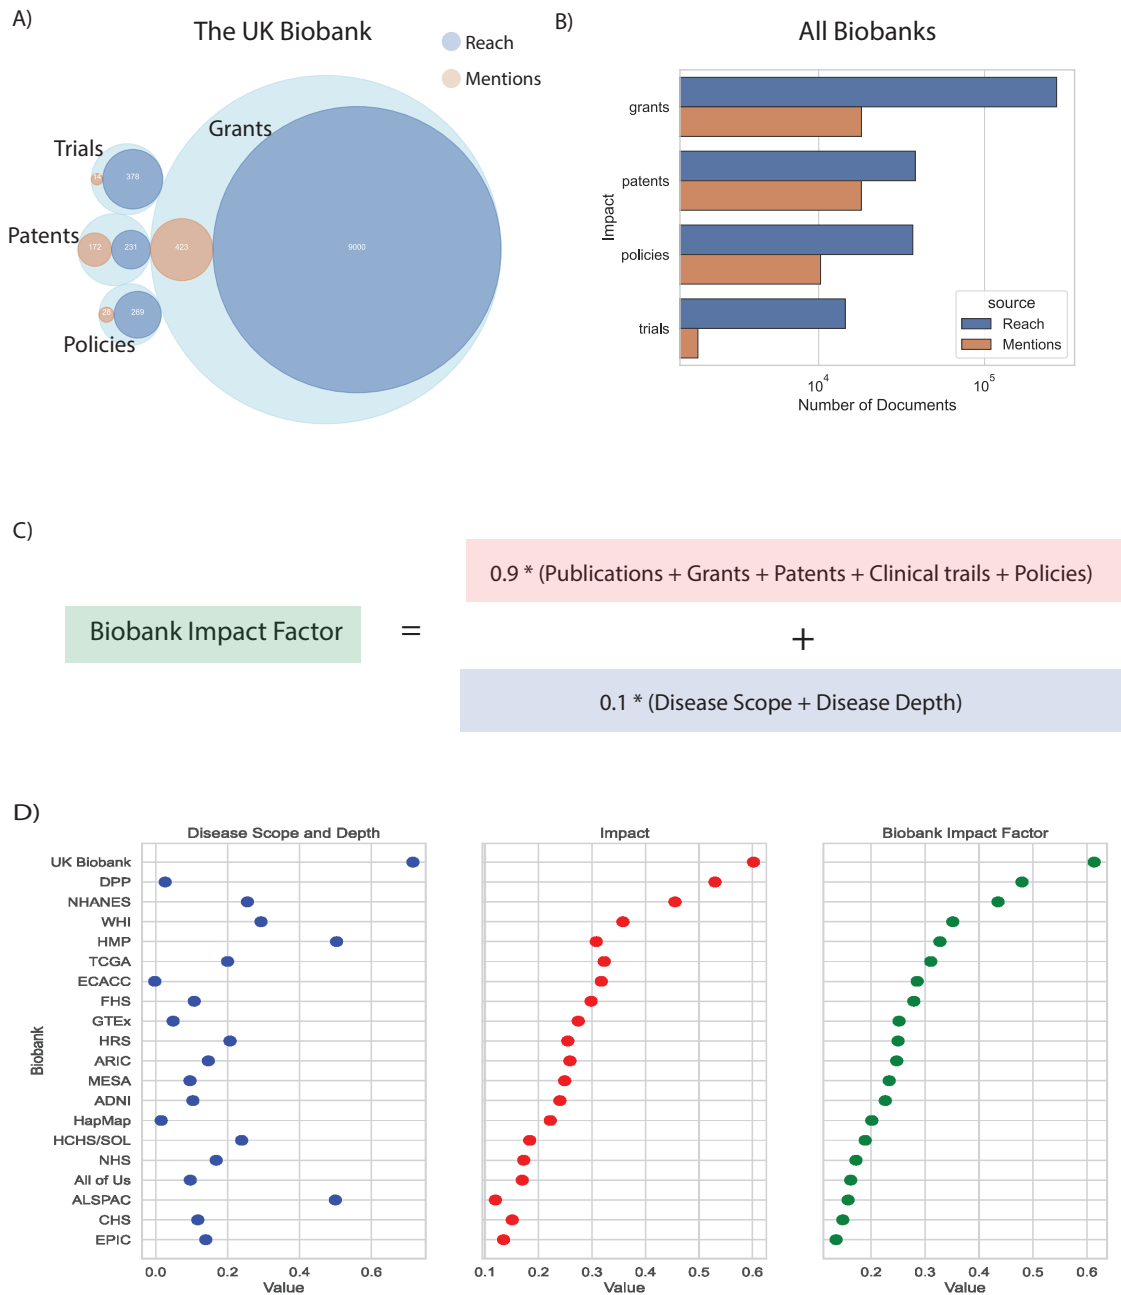 A)
The UK Biobank
Reach
Mentions
Grants
Trials
14
378
Patents
172
231
423
9000
28
269
Policies
B)
All Biobanks
grants
patents
policies
trials
Impact
source
Reach
Mentions
10^4
10^5
Number of Documents
C)
0.9 * (Publications + Grants + Patents + Clinical trails + Policies)
Biobank Impact Factor
=
+
0.1 * (Disease Scope + Disease Depth)
D)
Disease Scope and Depth
Impact
Biobank Impact Factor
UK Biobank
DPP
NHANES
WHI
HMP
TCGA
ECACC
FHS
GTEx
HRS
ARIC
MESA
ADNI
HapMap
HCHS/SOL
NHS
All of Us
ALSPAC
CHS
EPIC
Biobank
0.0 0.2 0.4 0.6
Value
0.1 0.2 0.3 0.4 0.5 0.6
Value
0.2 0.3 0.4 0.5 0.6
Value